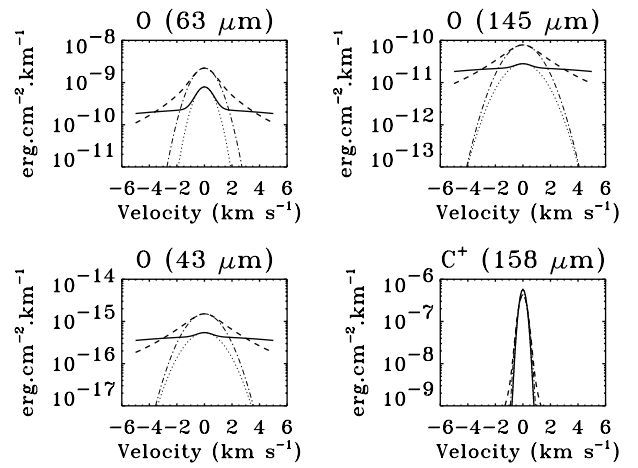 O (63 μm)
erg.cm⁻².km⁻¹
10⁻⁸
10⁻⁹
10⁻¹⁰
10⁻¹¹
-6-4-2 0 2 4 6
Velocity (km s⁻¹)
O (145 μm)
erg.cm⁻².km⁻¹
10⁻¹⁰
10⁻¹¹
10⁻¹²
10⁻¹³
-6-4-2 0 2 4 6
Velocity (km s⁻¹)
O (43 μm)
erg.cm⁻².km⁻¹
10⁻¹⁴
10⁻¹⁵
10⁻¹⁶
10⁻¹⁷
-6-4-2 0 2 4 6
Velocity (km s⁻¹)
C⁺ (158 μm)
erg.cm⁻².km⁻¹
10⁻⁶
10⁻⁷
10⁻⁸
10⁻⁹
-6-4-2 0 2 4 6
Velocity (km s⁻¹)